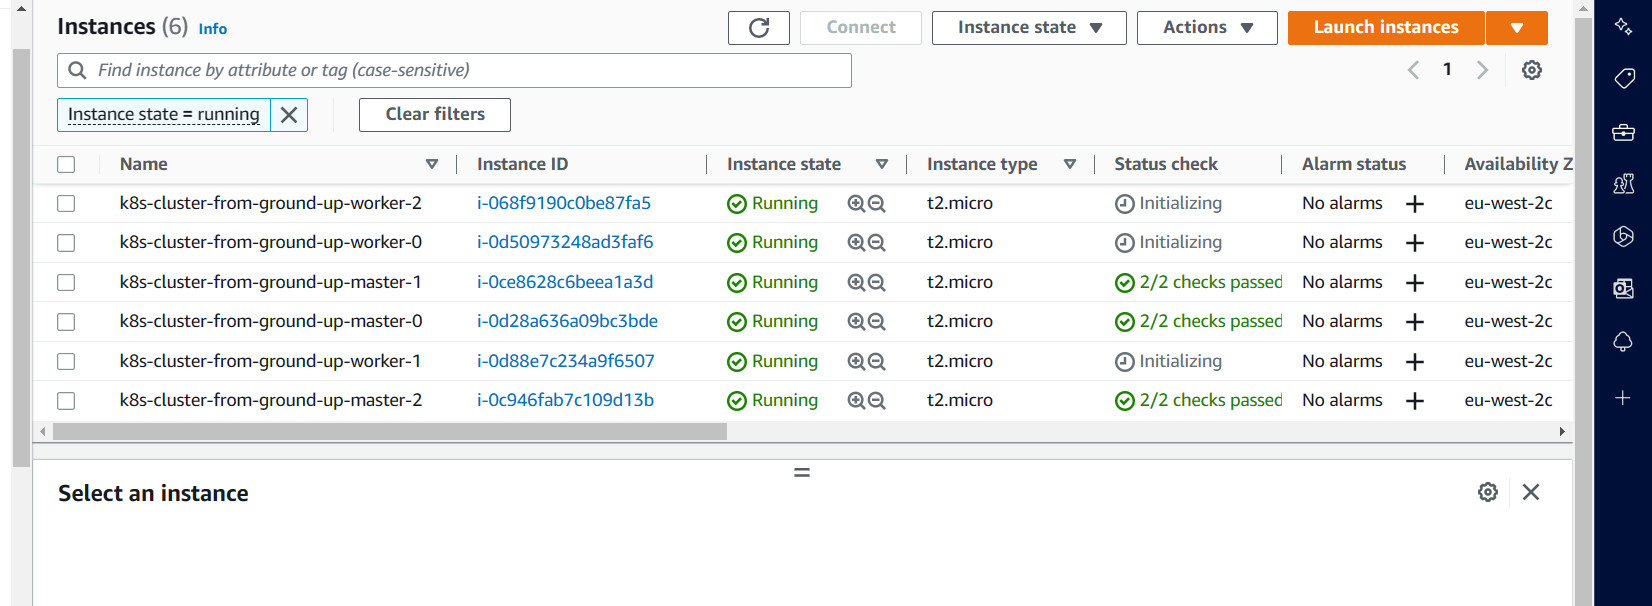 Instances (6) Info
Connect
Instance state
Actions
Launch instances
Find instance by attribute or tag (case-sensitive)
1
Instance state = running
Clear filters
Name Instance ID Instance state Instance type Status check Alarm status Availability Z
k8s-cluster-from-ground-up-worker-2 i-068f9190c0be87fa5 Running t2.micro Initializing No alarms eu-west-2c
k8s-cluster-from-ground-up-worker-0 i-0d50973248ad3faf6 Running t2.micro Initializing No alarms eu-west-2c
k8s-cluster-from-ground-up-master-1 i-0ce8628c6beea1a3d Running t2.micro 2/2 checks passed No alarms eu-west-2c
k8s-cluster-from-ground-up-master-0 i-0d28a636a09bc3bde Running t2.micro 2/2 checks passed No alarms eu-west-2c
k8s-cluster-from-ground-up-worker-1 i-0d88e7c234a9f6507 Running t2.micro Initializing No alarms eu-west-2c
k8s-cluster-from-ground-up-master-2 i-0c946fab7c109d13b Running t2.micro 2/2 checks passed No alarms eu-west-2c
Select an instance